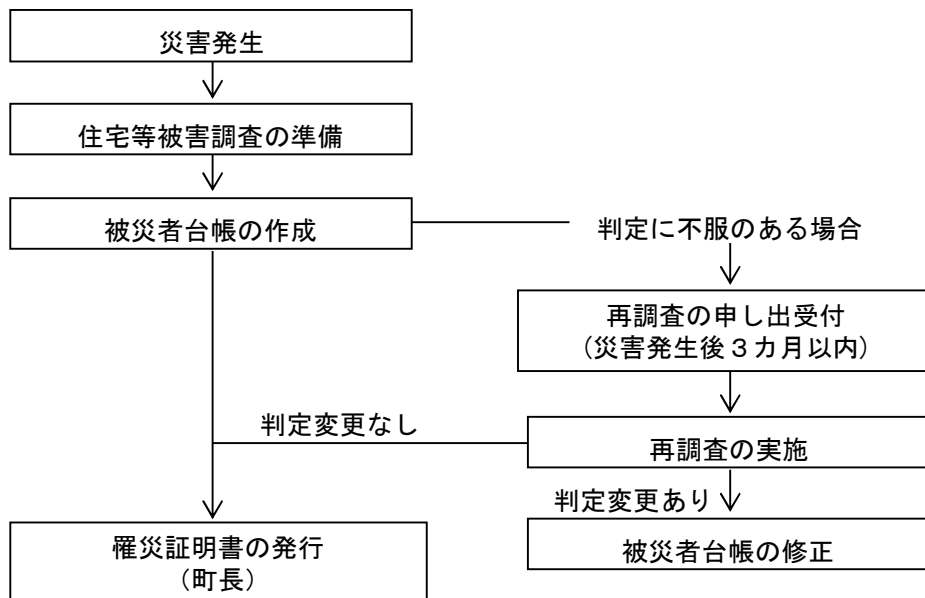 災害発生
住宅等被害調査の準備
被災者台帳の作成
判定に不服のある場合
再調査の申し出受付
（災害発生後３カ月以内）
判定変更なし
再調査の実施
判定変更あり
罹災証明書の発行
（町長）
被災者台帳の修正